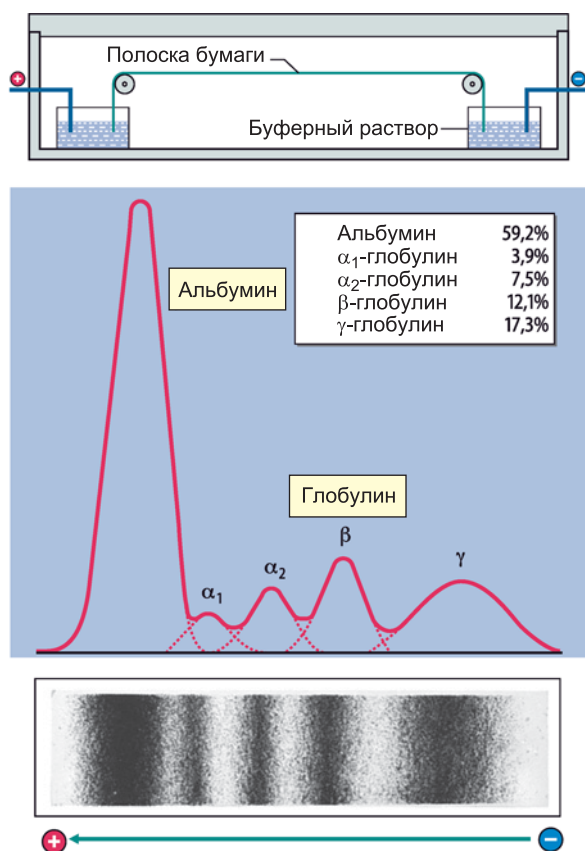 Полоска бумаги
+
−
Буферный раствор
Альбумин 59,2%
α1-глобулин 3,9%
α2-глобулин 7,5%
β-глобулин 12,1%
γ-глобулин 17,3%
Альбумин
Глобулин
α1
α2
β
γ
+
−